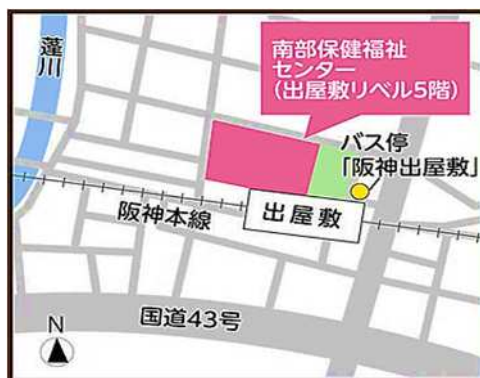 蓬川
南部保健福祉
センター
(出屋敷リベル5階)
バス停
「阪神出屋敷」
出屋敷
阪神本線
国道43号
N